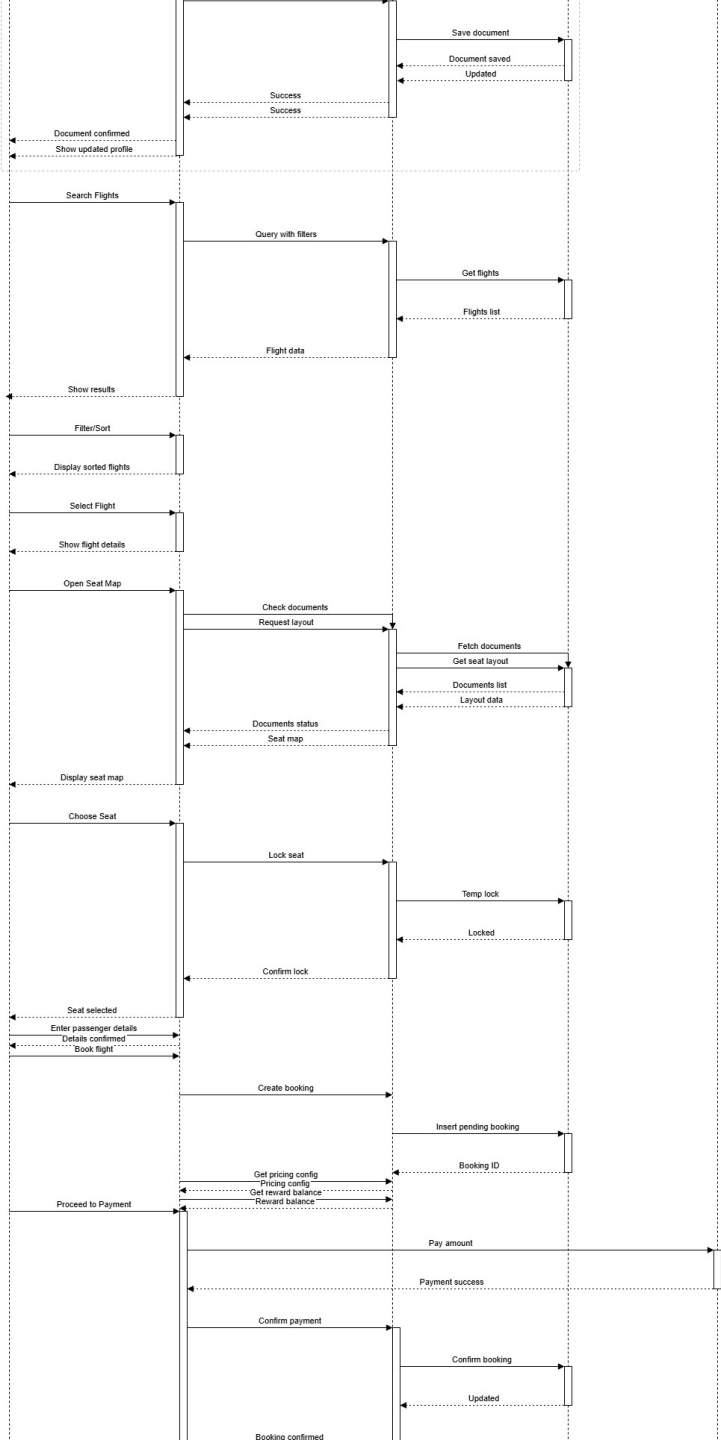 Save document
Document saved
Updated
Success
Success
Document confirmed
Show updated profile
Search Flights
Query with filters
Get flights
Flights list
Flight data
Show results
Filter/Sort
Display sorted flights
Select Flight
Show flight details
Open Seat Map
Check documents
Request layout
Fetch documents
Get seat layout
Documents list
Layout data
Documents status
Seat map
Display seat map
Choose Seat
Lock seat
Temp lock
Locked
Confirm lock
Seat selected
Enter passenger details
Details confirmed
Book flight
Create booking
Insert pending booking
Booking ID
Get pricing config
Pricing config
Get reward balance
Reward balance
Proceed to Payment
Pay amount
Payment success
Confirm payment
Confirm booking
Updated
Booking confirmed